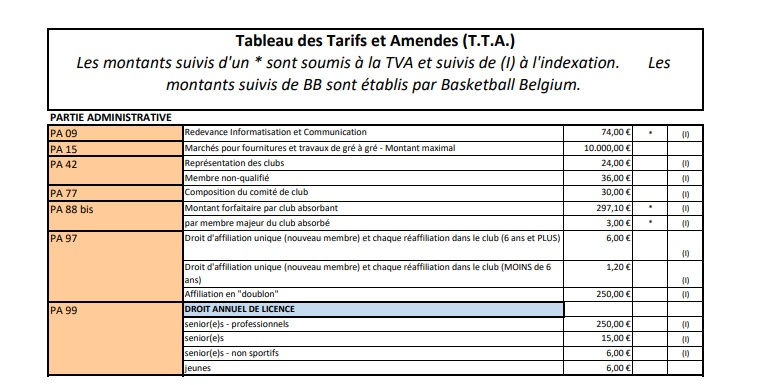 Tableau des Tarifs et Amendes (T.T.A.)
Les montants suivis d'un * sont soumis à la TVA et suivis de (I) à l'indexation. Les
montants suivis de BB sont établis par Basketball Belgium.
PARTIE ADMINISTRATIVE
PA 09 Redevance Informatisation et Communication 74,00 € * (I)
PA 15 Marchés pour fournitures et travaux de gré à gré - Montant maximal 10.000,00 €
PA 42 Représentation des clubs 24,00 € (I)
Membre non-qualifié 36,00 € (I)
PA 77 Composition du comité de club 30,00 € (I)
PA 88 bis Montant forfaitaire par club absorbant 297,10 € * (I)
par membre majeur du club absorbé 3,00 € * (I)
PA 97 Droit d'affiliation unique (nouveau membre) et chaque réaffiliation dans le club (6 ans et PLUS) 6,00 € (I)
Droit d'affiliation unique (nouveau membre) et chaque réaffiliation dans le club (MOINS de 6
ans) 1,20 € (I)
Affiliation en "doublon" 250,00 € (I)
PA 99 DROIT ANNUEL DE LICENCE
senior(e)s - professionnels 250,00 € (I)
senior(e)s 15,00 € (I)
senior(e)s - non sportifs 6,00 € (I)
jeunes 6,00 €